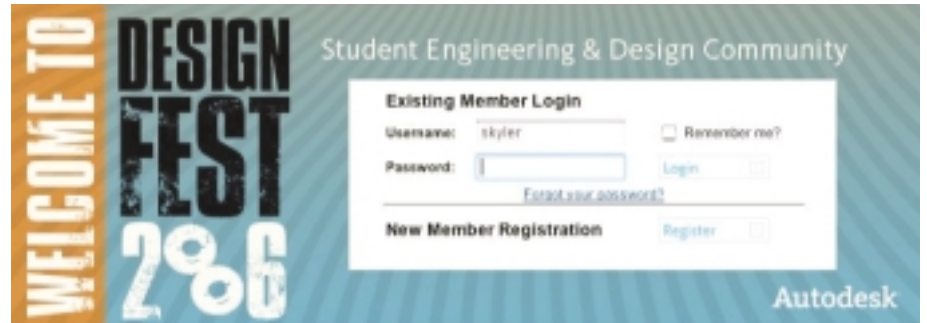 WELCOME TO
DESIGN
FEST
2006
Student Engineering & Design Community
Existing Member Login
Username: skyler
Remember me?
Password:
Login
Forgot your password?
New Member Registration
Register
Autodesk